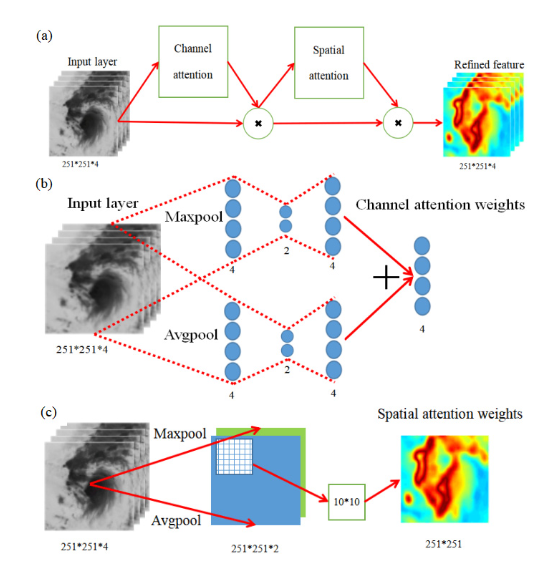 (a)
Input layer
Channel
attention
Spatial
attention
Refined feature
251*251*4
251*251*4
(b)
Input layer
Maxpool
4
2
4
Channel attention weights
4
Avgpool
4
2
4
251*251*4
(c)
Maxpool
Avgpool
251*251*4
251*251*2
10*10
Spatial attention weights
251*251